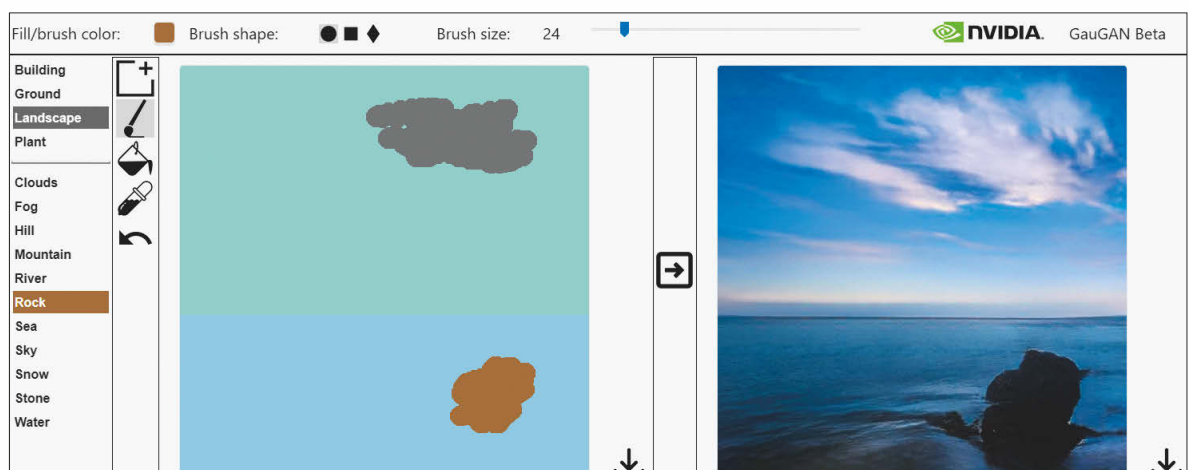 Fill/brush color: Brush shape: Brush size: 24 NVIDIA. GauGAN Beta
Building
Ground
Landscape
Plant
Clouds
Fog
Hill
Mountain
River
Rock
Sea
Sky
Snow
Stone
Water